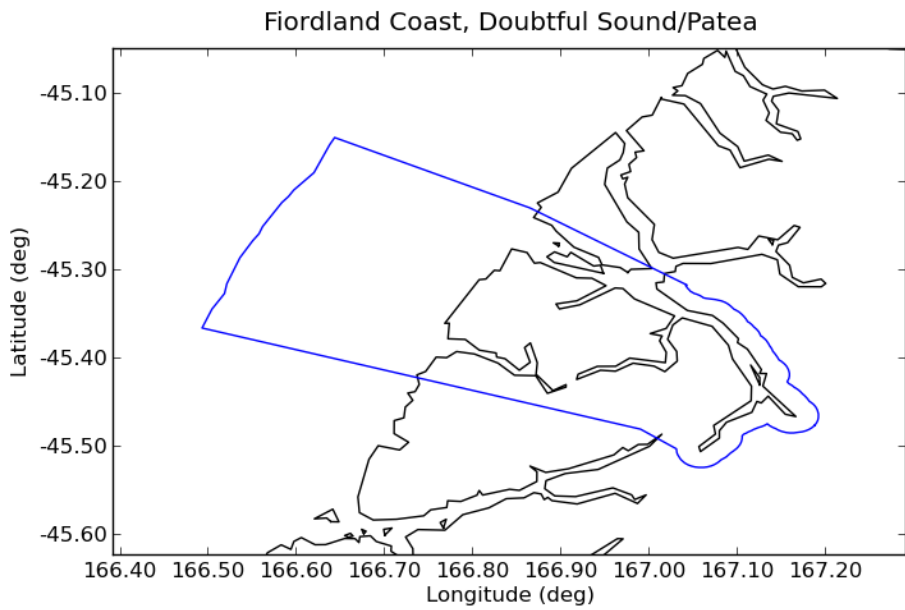 Fiordland Coast, Doubtful Sound/Patea
-45.10
-45.20
-45.30
-45.40
-45.50
-45.60
Latitude (deg)
166.40 166.50 166.60 166.70 166.80 166.90 167.00 167.10 167.20
Longitude (deg)